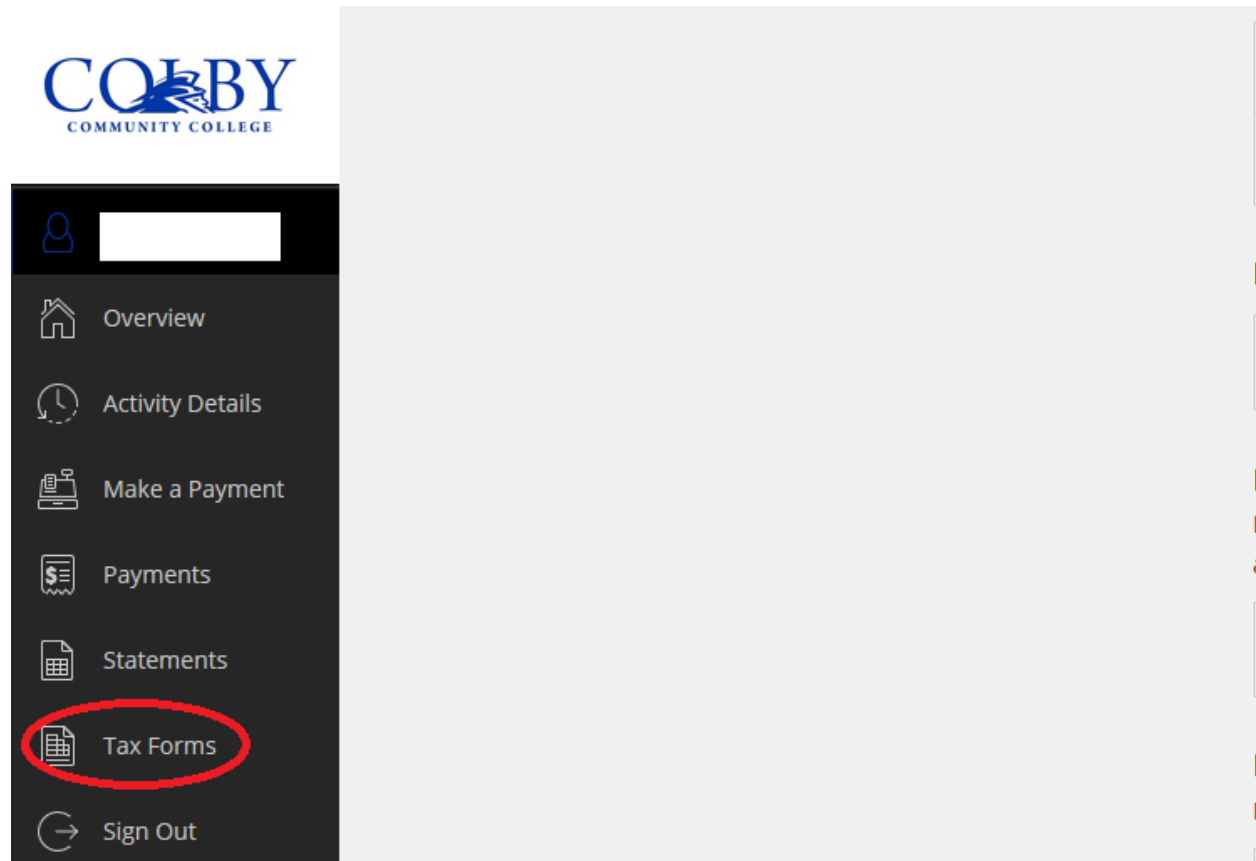 COLBY
COMMUNITY COLLEGE
Overview
Activity Details
Make a Payment
Payments
Statements
Tax Forms
Sign Out